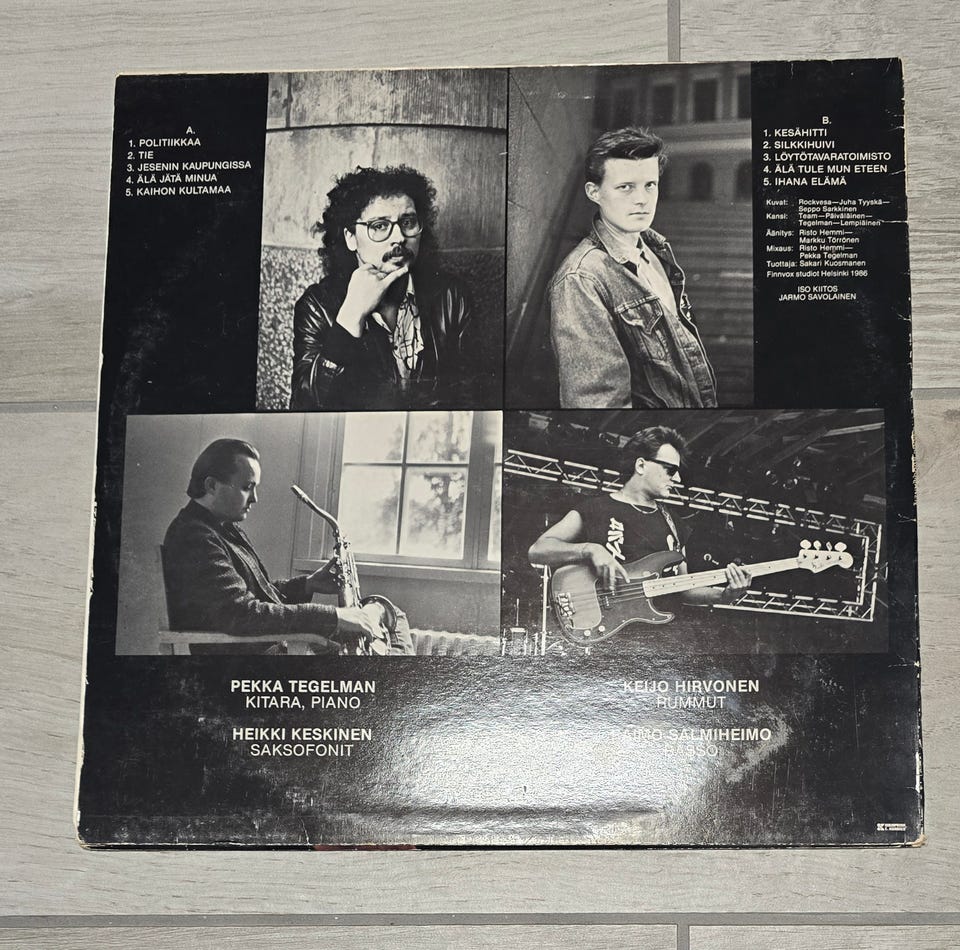 A.
1. POLITIIKKAA
2. TIE
3. JESENIN KAUPUNGISSA
4. ÄLÄ JÄTÄ MINUA
5. KAIHON KULTAMAA
B.
1. KESÄHITTI
2. SILKKIHUIVI
3. LÖYTÖTAVARATOIMISTO
4. ÄLÄ TULE MUN ETEEN
5. IHANA ELÄMÄ
Kuvat: Rockvesa—Juha Tyyskä—
Seppo Sarkkinen
Kansi: Team—Päiväläinen—
Tegelman—Lempiäinen
Äänitys: Risto Hemmi—
Markku Törrönen
Mixaus: Risto Hemmi—
Pekka Tegelman
Tuottaja: Sakari Kuosmanen
Finnvox studiot Helsinki 1986
ISO KIITOS
JARMO SAVOLAINEN
PEKKA TEGELMAN
KITARA, PIANO
HEIKKI KESKINEN
SAKSOFONIT
KEIJO HIRVONEN
RUMMUT
RAIMO SALMIHEIMO
BASSO